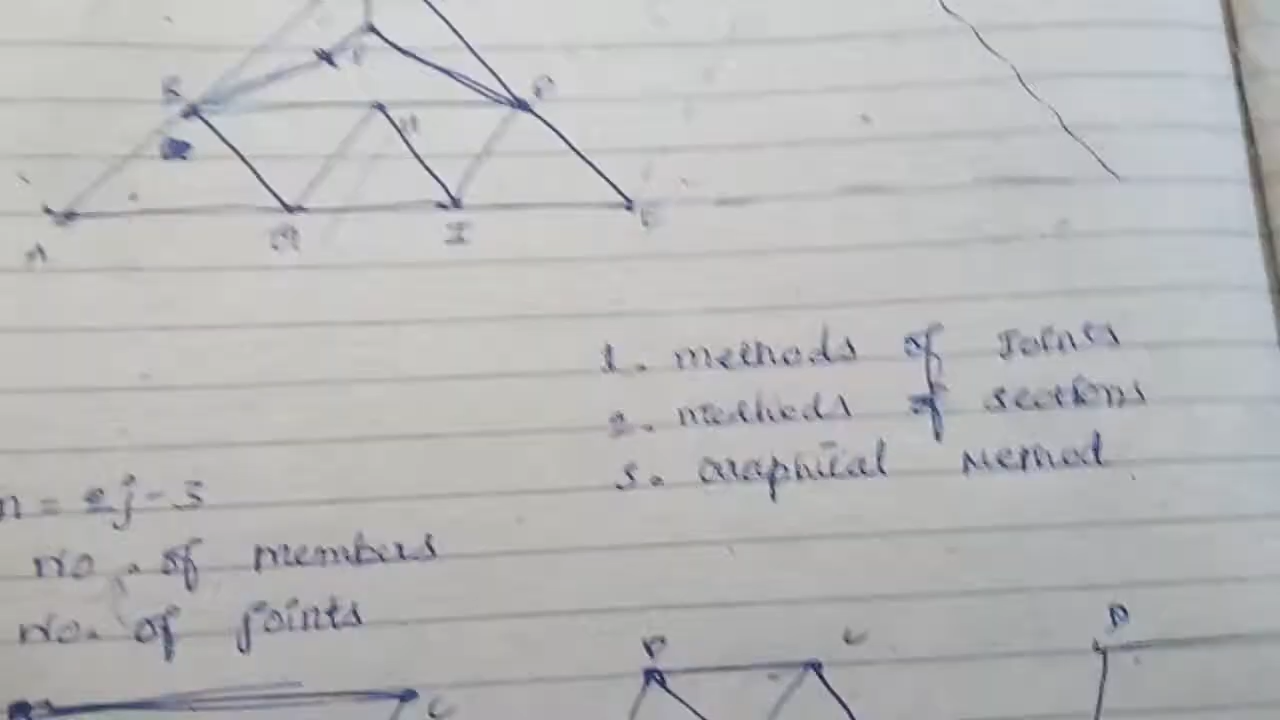 A
I
1. methods of Joints
2. methods of sections
3. Graphical Method
n = 2j - 3
no. of members
no. of joints
C